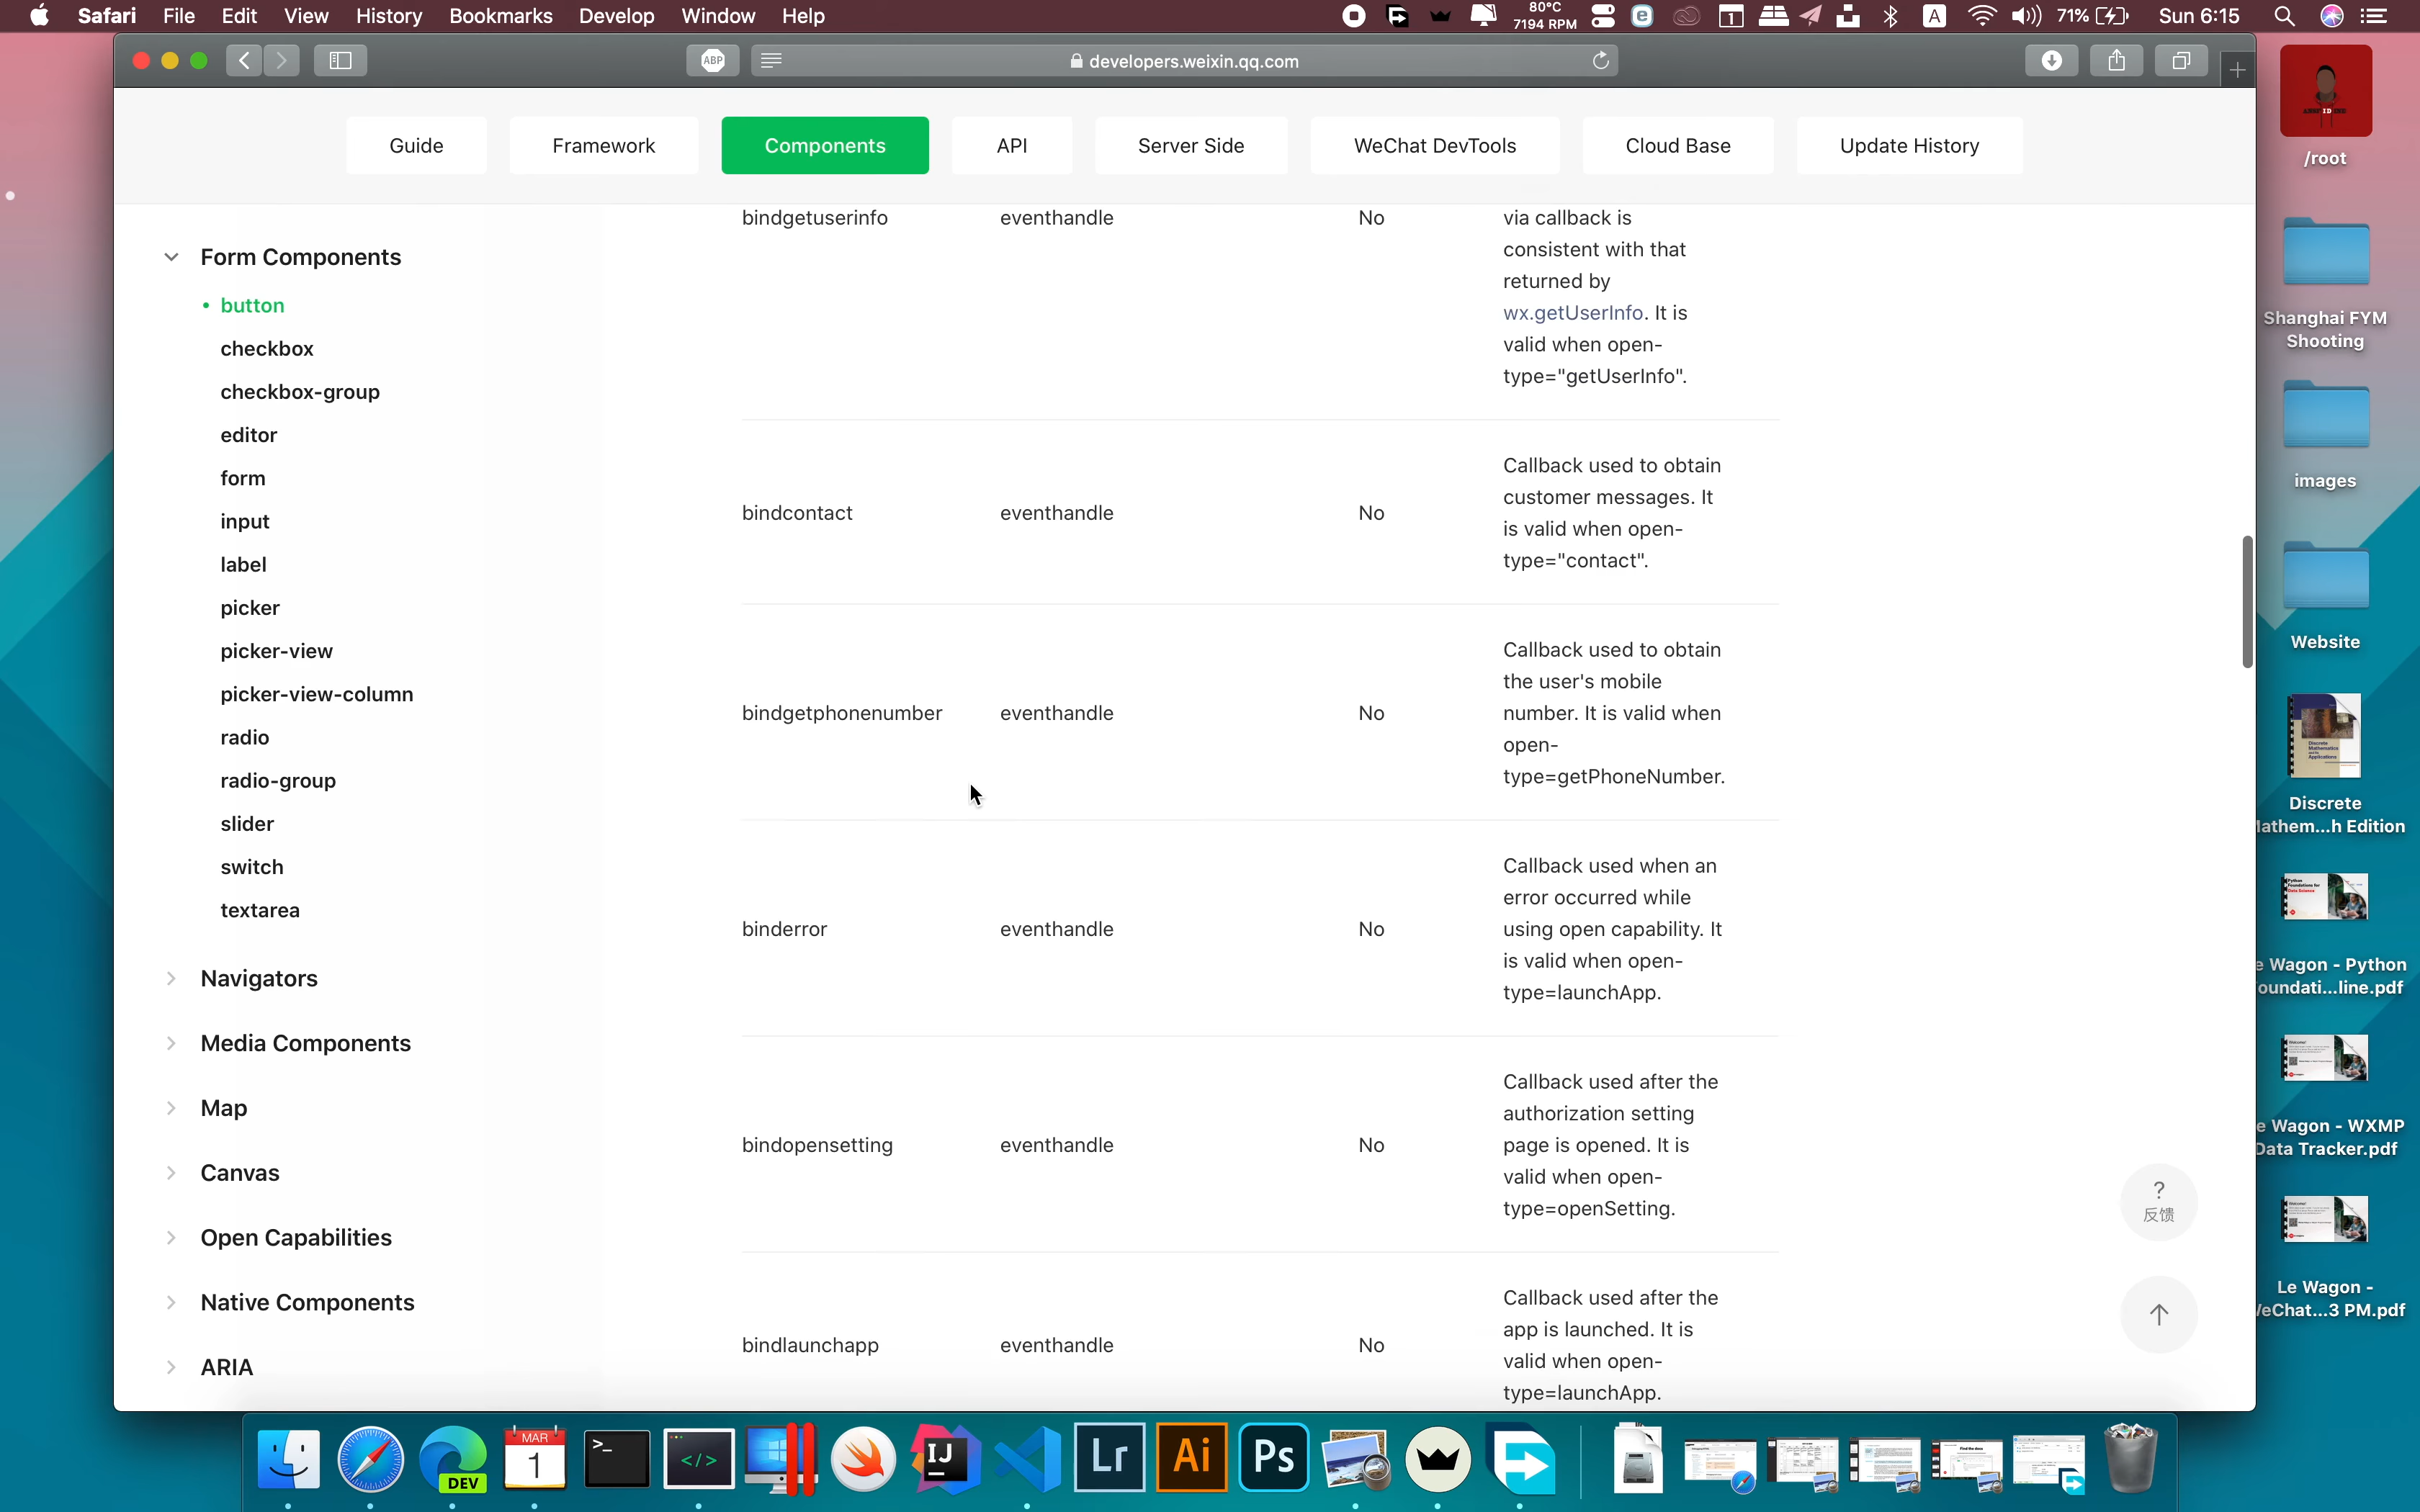 Safari File Edit View History Bookmarks Develop Window Help
80°C
7194 RPM
1
A
71%
Sun 6:15
ABP
developers.weixin.qq.com
Guide Framework Components API Server Side WeChat DevTools Cloud Base Update History
Form Components
• button
checkbox
checkbox-group
editor
form
input
label
picker
picker-view
picker-view-column
radio
radio-group
slider
switch
textarea
Navigators
Media Components
Map
Canvas
Open Capabilities
Native Components
ARIA
bindgetuserinfo eventhandle No
via callback is
consistent with that
returned by
wx.getUserInfo. It is
valid when open-
type="getUserInfo".
bindcontact eventhandle No
Callback used to obtain
customer messages. It
is valid when open-
type="contact".
bindgetphonenumber eventhandle No
Callback used to obtain
the user's mobile
number. It is valid when
open-
type=getPhoneNumber.
binderror eventhandle No
Callback used when an
error occurred while
using open capability. It
is valid when open-
type=launchApp.
bindopensetting eventhandle No
Callback used after the
authorization setting
page is opened. It is
valid when open-
type=openSetting.
bindlaunchapp eventhandle No
Callback used after the
app is launched. It is
valid when open-
type=launchApp.
?
反馈
/root
Shanghai FYM
Shooting
images
Website
Discrete
athem...h Edition
e Wagon - Python
oundati...line.pdf
e Wagon - WXMP
Data Tracker.pdf
Le Wagon -
eChat...3 PM.pdf
DEV
MAR
1
>_
</>
IJ
Lr
Ai
Ps